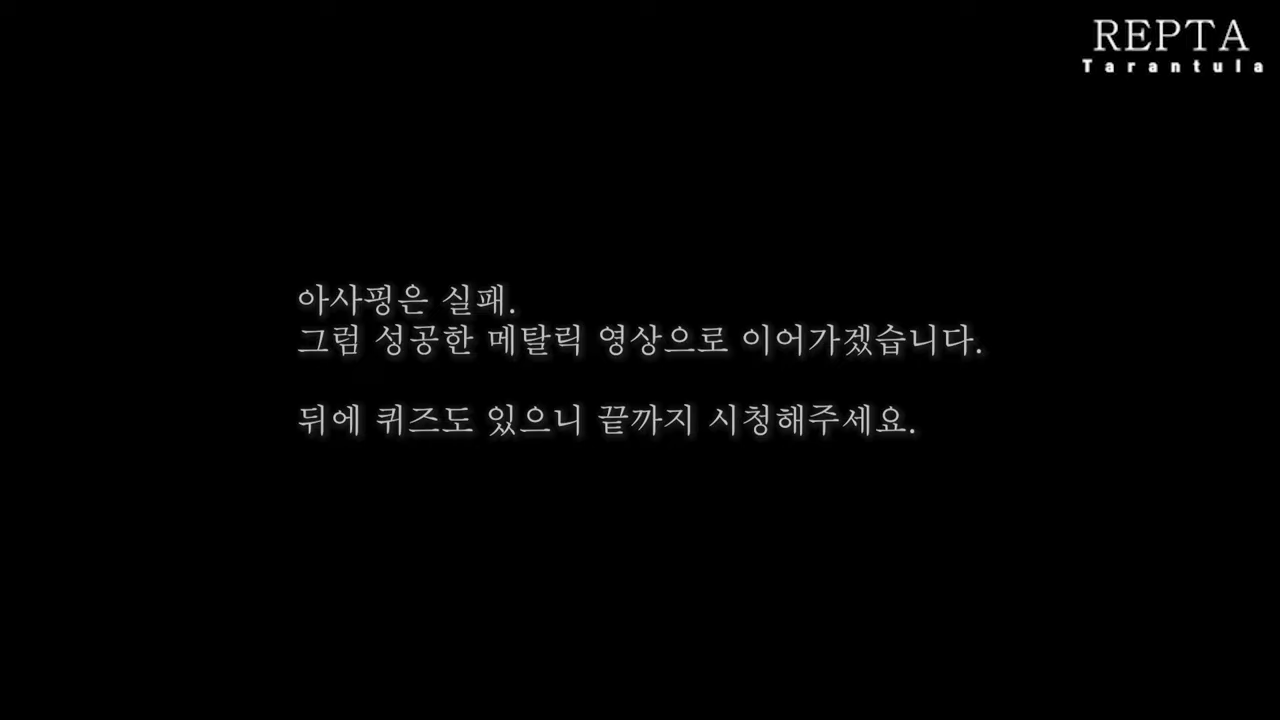 REPTA
Tarantula
아사핑은 실패.
그럼 성공한 메탈릭 영상으로 이어가겠습니다.
뒤에 퀴즈도 있으니 끝까지 시청해주세요.